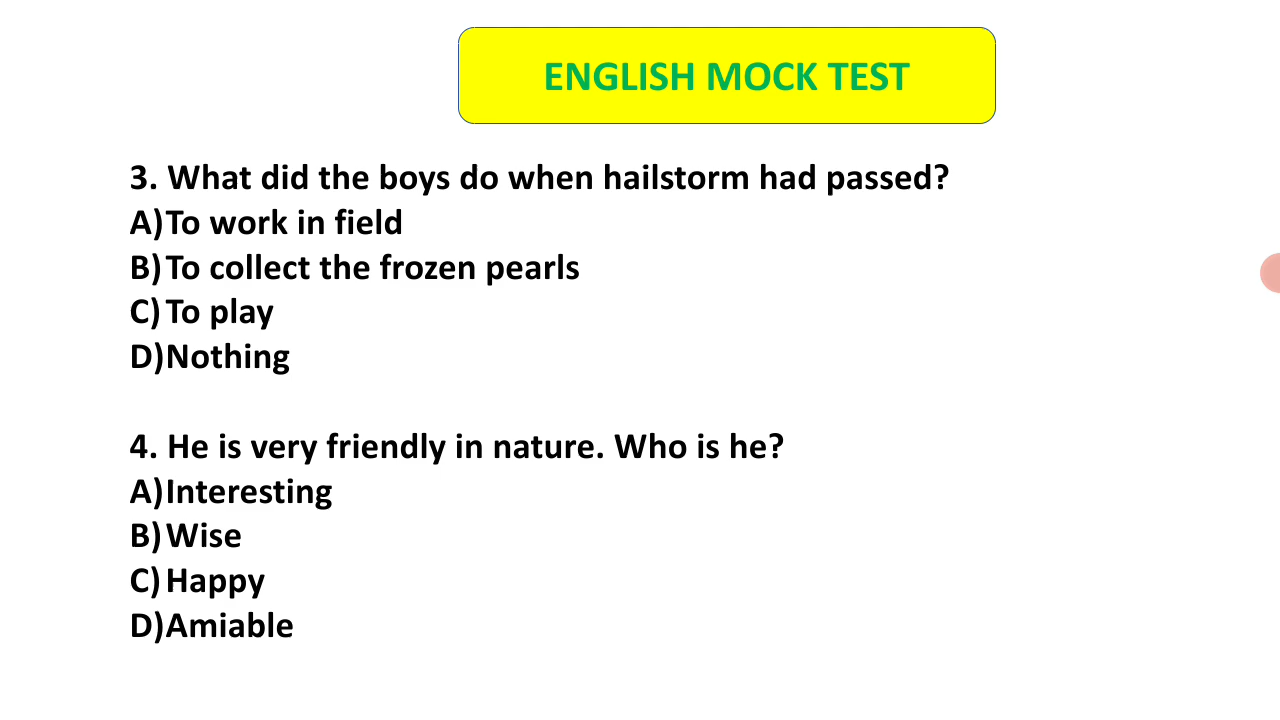 ENGLISH MOCK TEST
3. What did the boys do when hailstorm had passed?
A)To work in field
B)To collect the frozen pearls
C)To play
D)Nothing
4. He is very friendly in nature. Who is he?
A)Interesting
B)Wise
C)Happy
D)Amiable